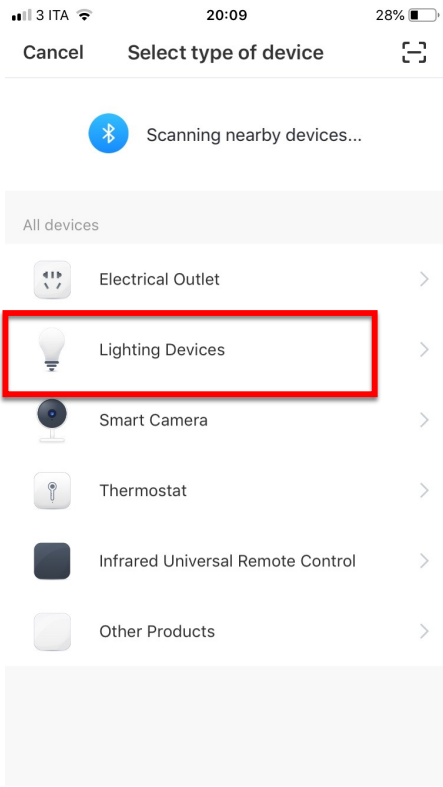 3 ITA 20:09 28%
Cancel Select type of device
Scanning nearby devices...
All devices
Electrical Outlet
Lighting Devices
Smart Camera
Thermostat
Infrared Universal Remote Control
Other Products